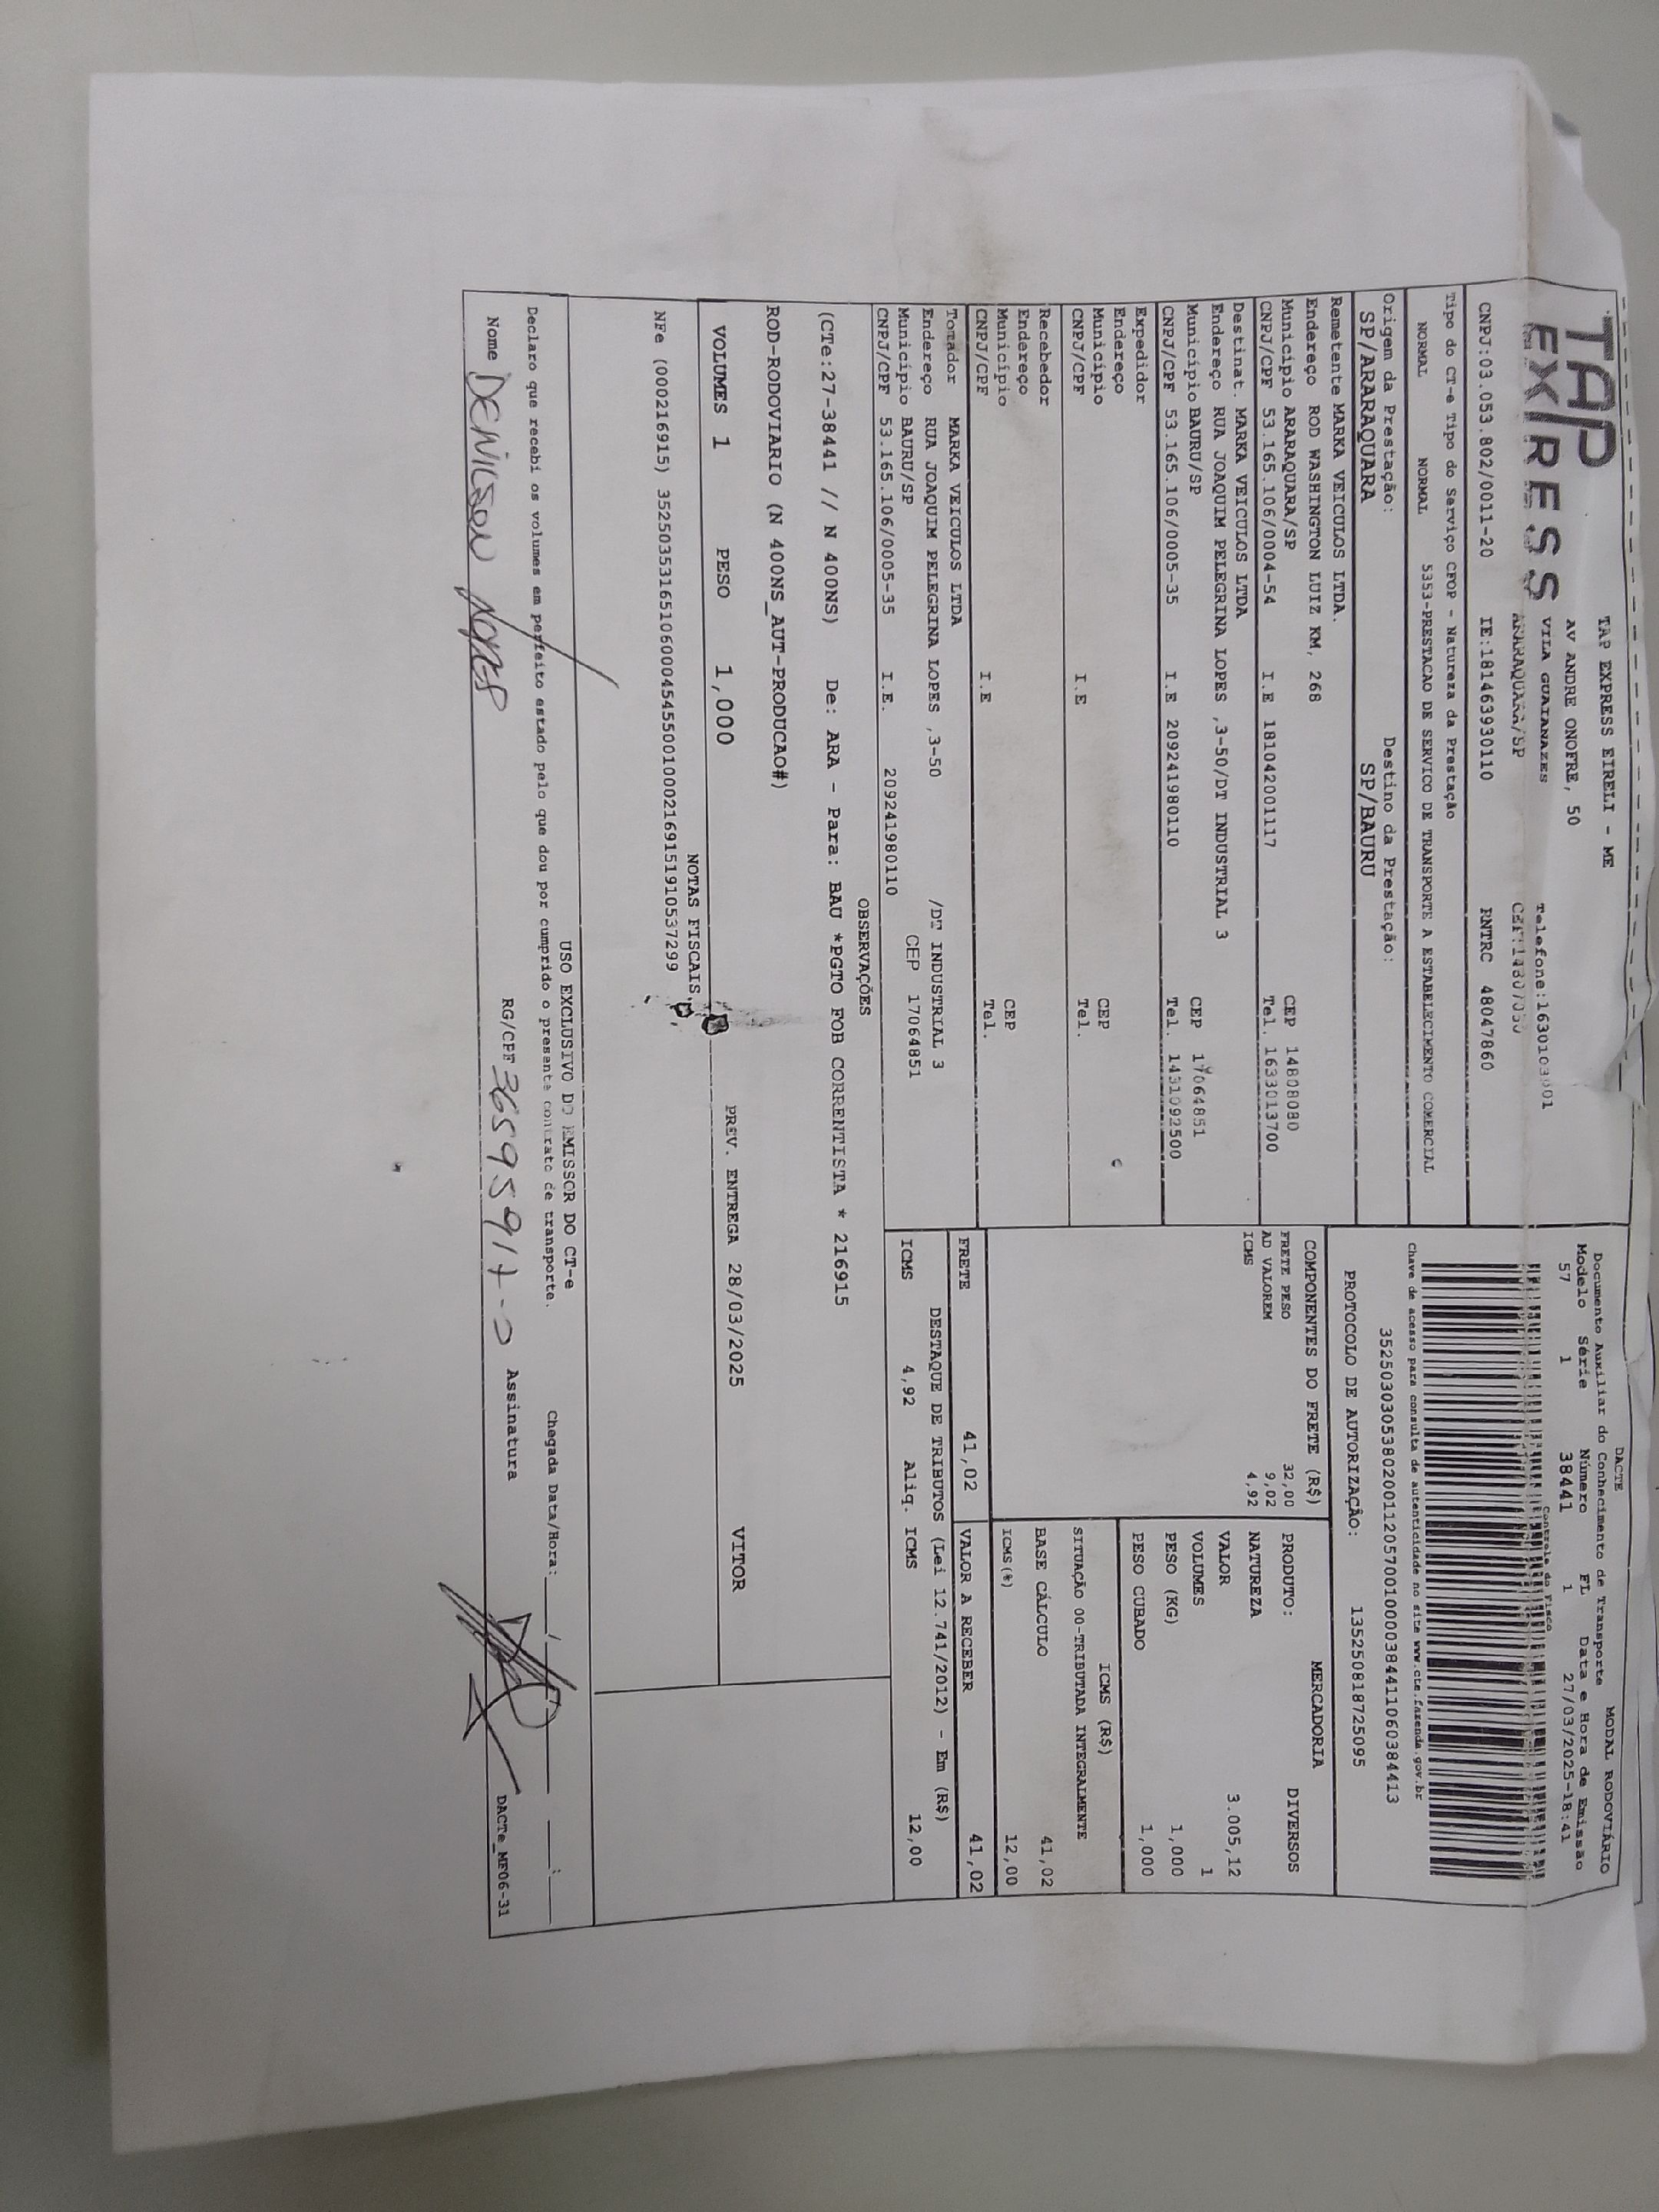 TAP
EXPRESS
TAP EXPRESS EIRELI - ME
AV ANDRE ONOFRE, 50
VILA GUAIANAZES
ARARAQUARA/SP
CNPJ:03.053.802/0011-20 IE:181463930110 RNTRC 48047860
Tipo do CT-e Tipo do Serviço CFOP - Natureza da Prestação
NORMAL NORMAL 5353-PRESTACAO DE SERVICO DE TRANSPORTE A ESTABELECIMENTO COMERCIAL
Origem da Prestação: Destino da Prestação:
SP/ARARAQUARA SP/BAURU
Remetente MARKA VEICULOS LTDA.
Endereço ROD WASHINGTON LUIZ KM, 268
Município ARARAQUARA/SP CEP 14808080
CNPJ/CPF 53.165.106/0004-54 I.E 181042001117 Tel. 1633013700
Destinat. MARKA VEICULOS LTDA
Endereço RUA JOAQUIM PELEGRINA LOPES ,3-50/DT INDUSTRIAL 3
Município BAURU/SP CEP 17064851
CNPJ/CPF 53.165.106/0005-35 I.E 209241980110 Tel. 1431092500
Expedidor
Endereço
Município CEP
CNPJ/CPF I.E Tel.
Recebedor
Endereço
Município CEP
CNPJ/CPF I.E Tel.
Tomador MARKA VEICULOS LTDA
Endereço RUA JOAQUIM PELEGRINA LOPES ,3-50 /DT INDUSTRIAL 3
Município BAURU/SP CEP 17064851
CNPJ/CPF 53.165.106/0005-35 I.E. 209241980110
DACTE MODAL RODOVIÁRIO
Documento Auxiliar do Conhecimento de Transporte
Modelo Série Número FL Data e Hora de Emissão
57 1 38441 1 27/03/2025-18:41
Controle do Fisco
Chave de acesso para consulta de autenticidade no site www.cte.fazenda.gov.br
35250303053802001120570010000384411060384413
PROTOCOLO DE AUTORIZAÇÃO: 135250818725095
COMPONENTES DO FRETE (R$)
FRETE PESO 32,00
AD VALOREM 9,02
ICMS 4,92
MERCADORIA
PRODUTO: DIVERSOS
NATUREZA
VALOR 3.005,12
VOLUMES 1
PESO (KG) 1,000
PESO CUBADO 1,000
ICMS (R$)
SITUAÇÃO 00-TRIBUTADA INTEGRALMENTE
BASE CÁLCULO 41,02
ICMS(%) 12,00
FRETE 41,02 VALOR A RECEBER 41,02
DESTAQUE DE TRIBUTOS (Lei 12.741/2012) - Em (R$)
ICMS 4,92 Aliq. ICMS 12,00
OBSERVAÇÕES
(CTe:27-38441 // N 400NS) De: ARA - Para: BAU *PGTO FOB CORRENTISTA * 216915
ROD-RODOVIARIO (N 400NS_AUT-PRODUCAO#)
VOLUMES 1 PESO 1,000 PREV. ENTREGA 28/03/2025 VITOR
NOTAS FISCAIS
NFe (000216915) 35250353165106000454550010002169151910537299
USO EXCLUSIVO DO EMISSOR DO CT-e
Declaro que recebi os volumes em perfeito estado pelo que dou por cumprido o presente contrato de transporte. Chegada Data/Hora:
Nome DENILSON RG/CPF Assinatura DACTe_MF06-31